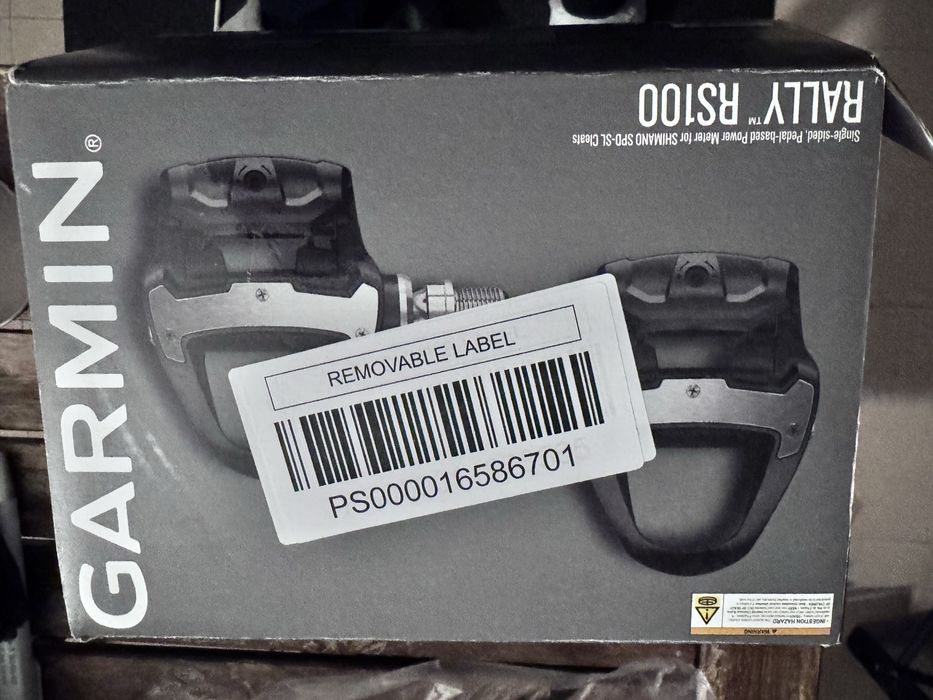 GARMIN®
RALLY™ RS100
Single-sided, Pedal-based Power Meter for SHIMANO SPD-SL Cleats
REMOVABLE LABEL
PS000016586701
WARNING
• INGESTION HAZARD